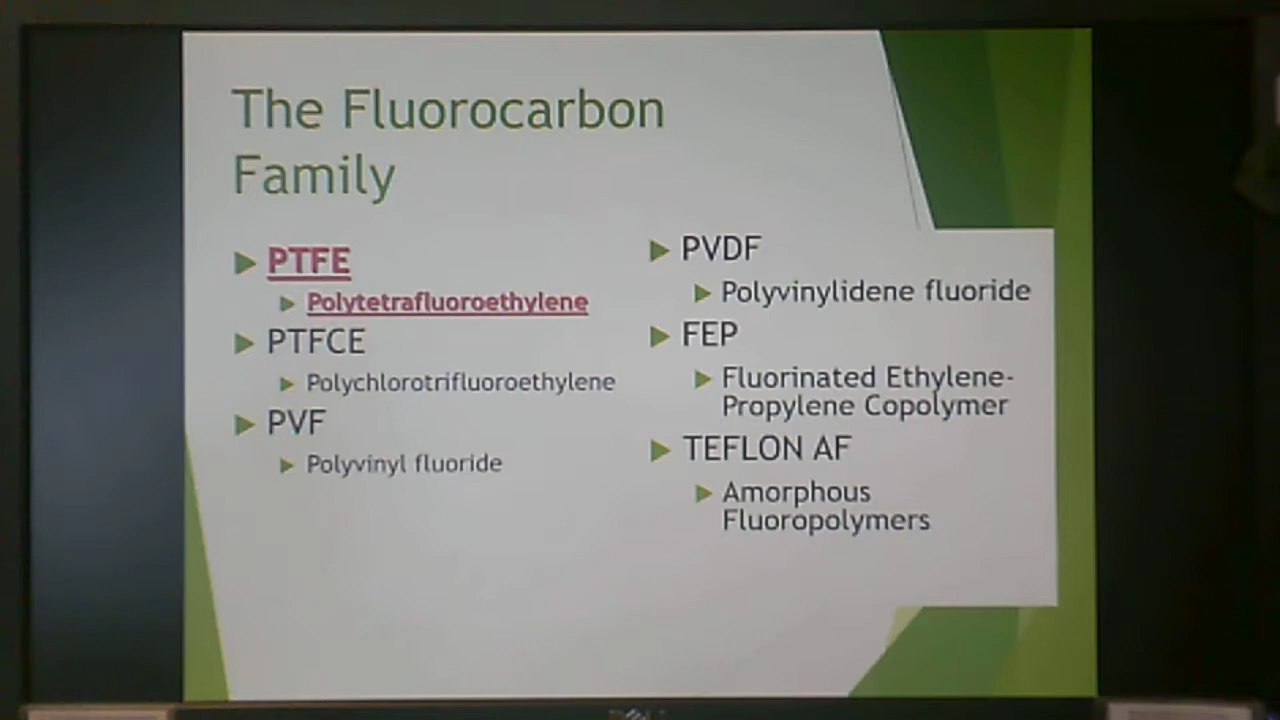 The Fluorocarbon
Family
PTFE
Polytetrafluoroethylene
PTFCE
Polychlorotrifluoroethylene
PVF
Polyvinyl fluoride
PVDF
Polyvinylidene fluoride
FEP
Fluorinated Ethylene-
Propylene Copolymer
TEFLON AF
Amorphous
Fluoropolymers